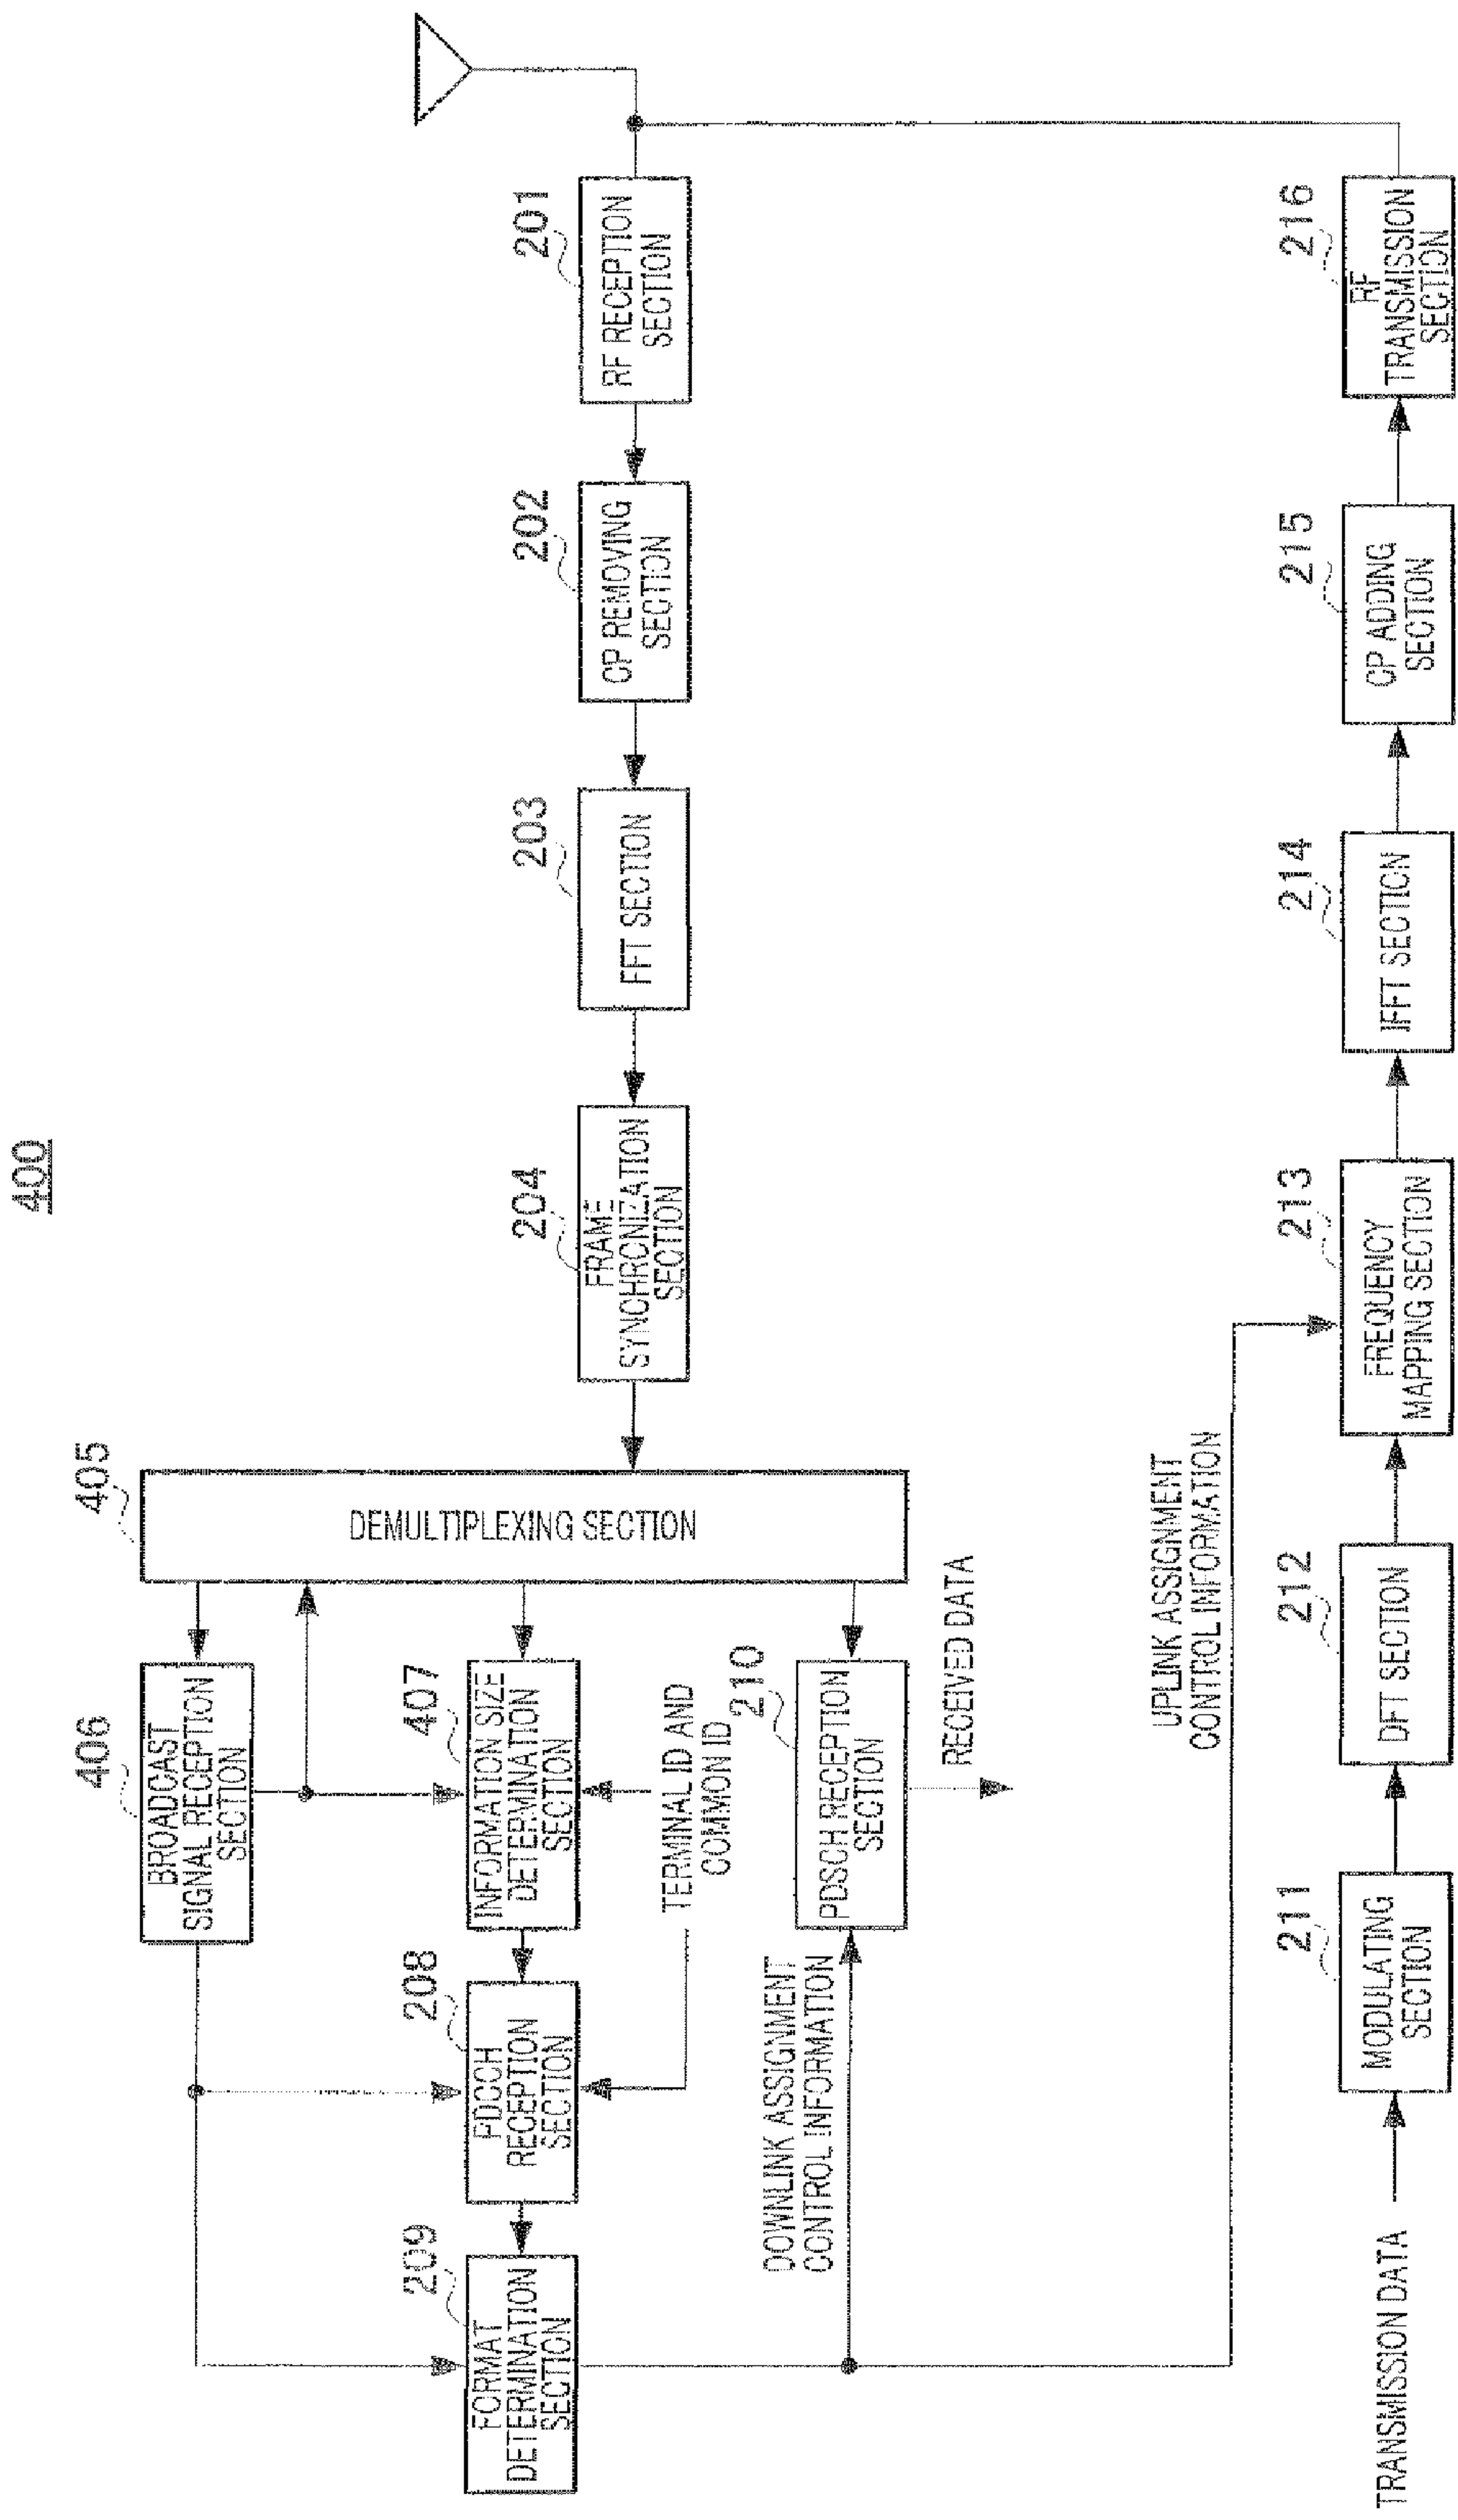 400
201
RF RECEPTION
SECTION
202
CP REMOVING
SECTION
203
FFT SECTION
204
FRAME
SYNCHRONIZATION
SECTION
405
DEMULTIPLEXING SECTION
406
BROADCAST
SIGNAL RECEPTION
SECTION
407
INFORMATION SIZE
DETERMINATION
SECTION
208
PDCCH
RECEPTION
SECTION
209
FORMAT
DETERMINATION
SECTION
TERMINAL ID AND
COMMON ID
210
PDSCH RECEPTION
SECTION
RECEIVED DATA
DOWNLINK ASSIGNMENT
CONTROL INFORMATION
UPLINK ASSIGNMENT
CONTROL INFORMATION
TRANSMISSION DATA
211
MODULATING
SECTION
212
DFT SECTION
213
FREQUENCY
MAPPING SECTION
214
IFFT SECTION
215
CP ADDING
SECTION
216
RF
TRANSMISSION
SECTION